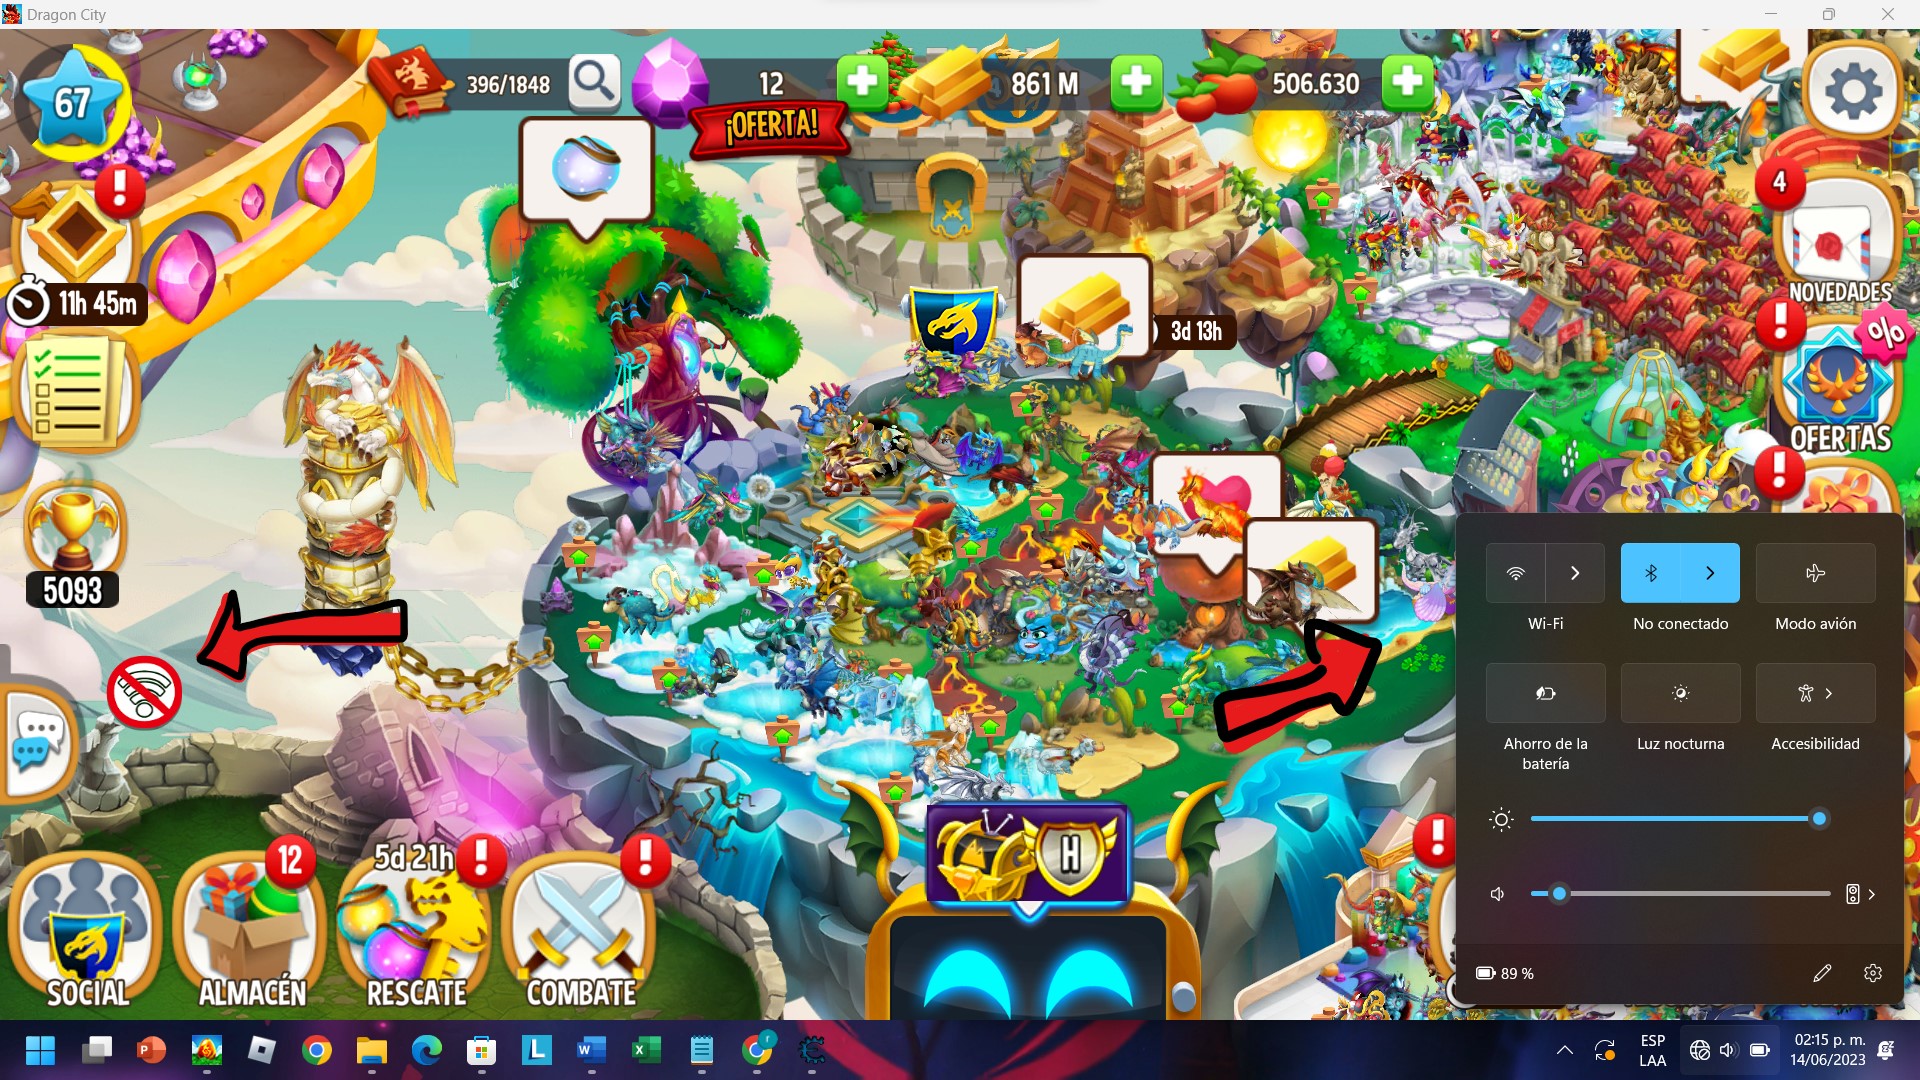 Dragon City
67
396/1848
12
861 M
506.630
¡OFERTA!
4
11h 45m
3d 13h
NOVEDADES
%
OFERTAS
5093
Wi-Fi
No conectado
Modo avión
Ahorro de la
batería
Luz nocturna
Accesibilidad
89 %
12
5d 21h
H
SOCIAL
ALMACÉN
RESCATE
COMBATE
P
L
W
X
r
ESP
LAA
02:15 p. m.
14/06/2023